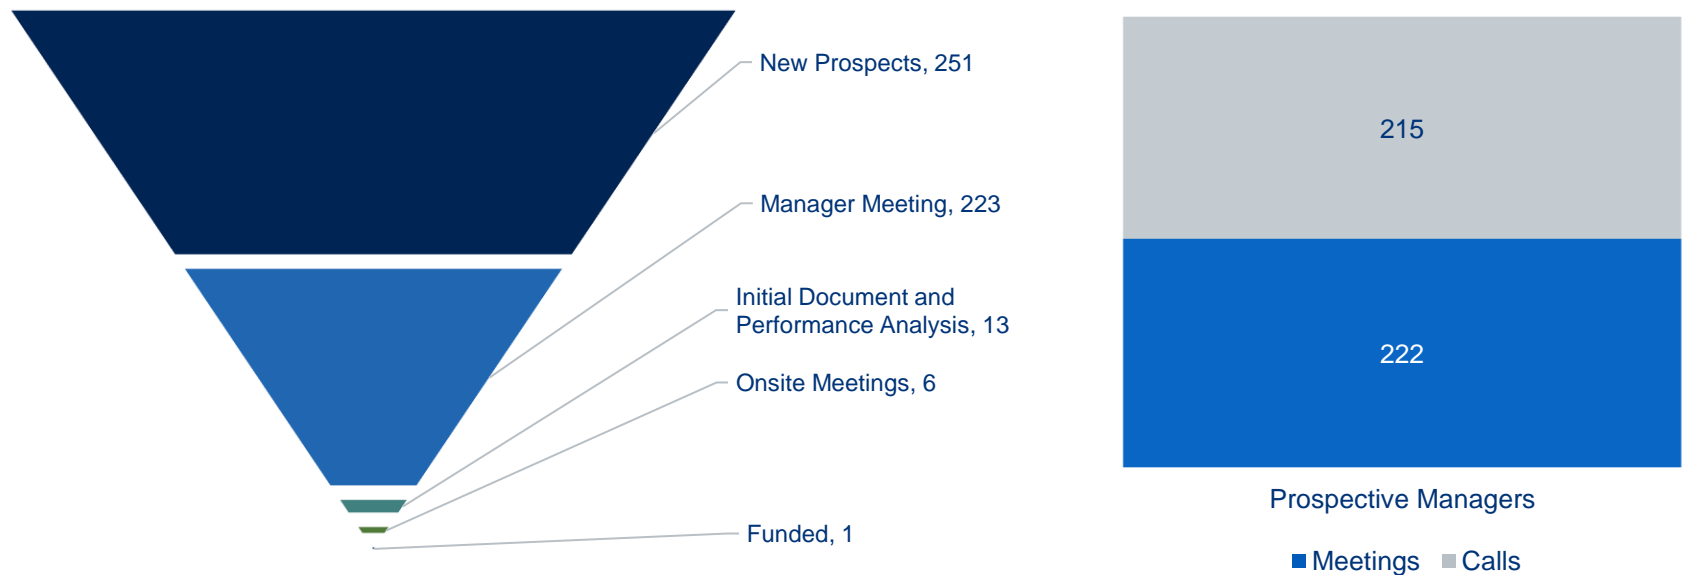 New Prospects, 251
Manager Meeting, 223
Initial Document and
Performance Analysis, 13
Onsite Meetings, 6
Funded, 1
215
222
Prospective Managers
Meetings Calls